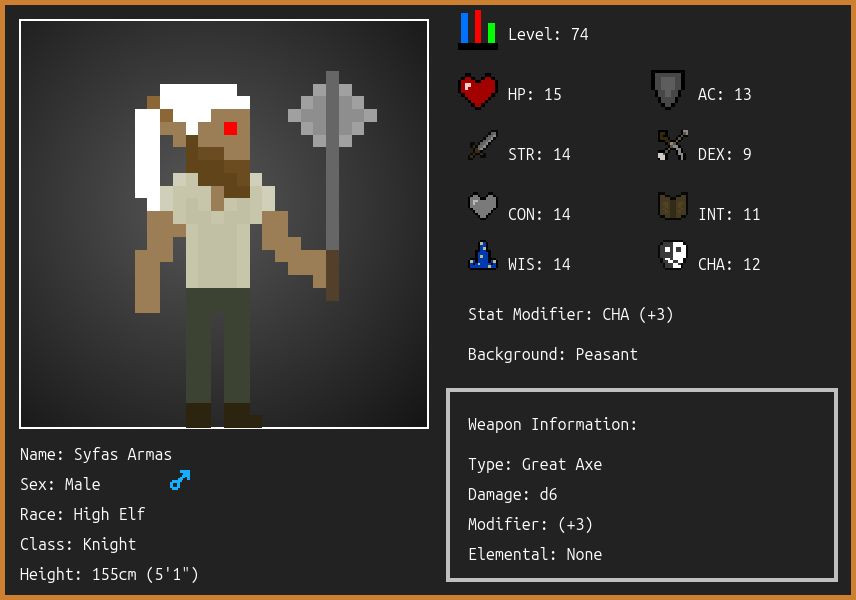 Level: 74
HP: 15
AC: 13
STR: 14
DEX: 9
CON: 14
INT: 11
WIS: 14
CHA: 12
Stat Modifier: CHA (+3)
Background: Peasant
Weapon Information:
Type: Great Axe
Damage: d6
Modifier: (+3)
Elemental: None
Name: Syfas Armas
Sex: Male
Race: High Elf
Class: Knight
Height: 155cm (5'1")